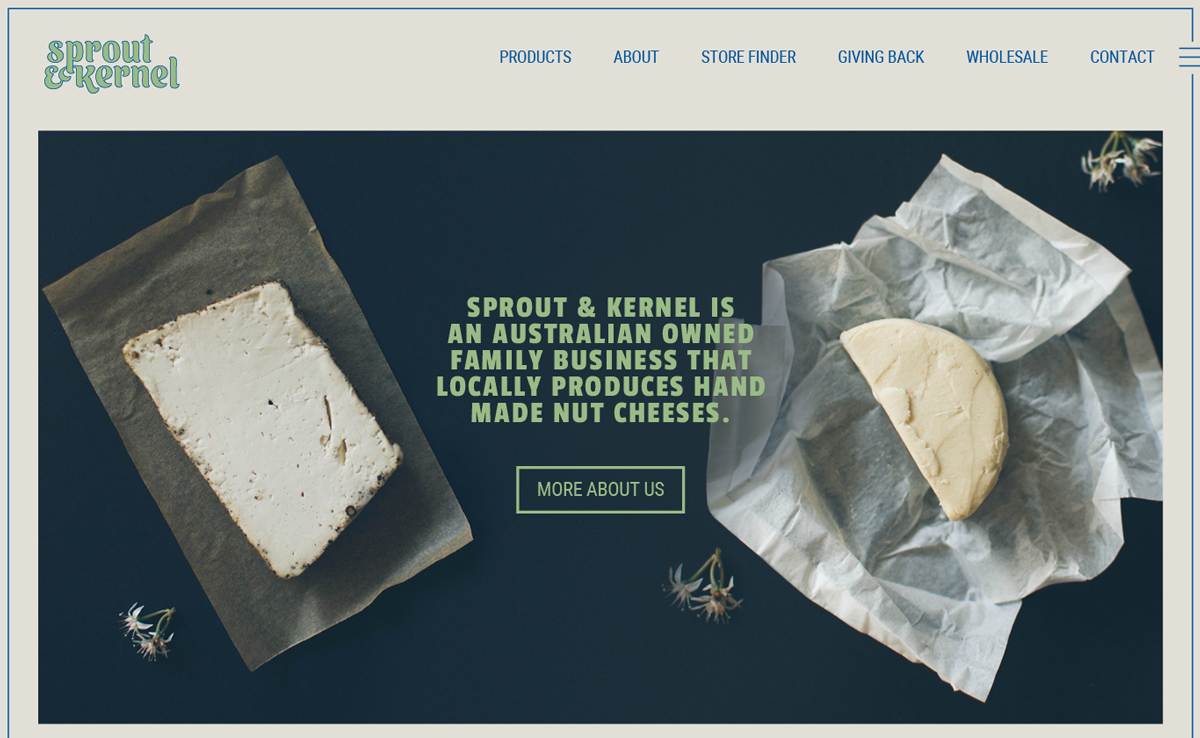 sprout
& kernel
PRODUCTS ABOUT STORE FINDER GIVING BACK WHOLESALE CONTACT
SPROUT & KERNEL IS
AN AUSTRALIAN OWNED
FAMILY BUSINESS THAT
LOCALLY PRODUCES HAND
MADE NUT CHEESES.
MORE ABOUT US